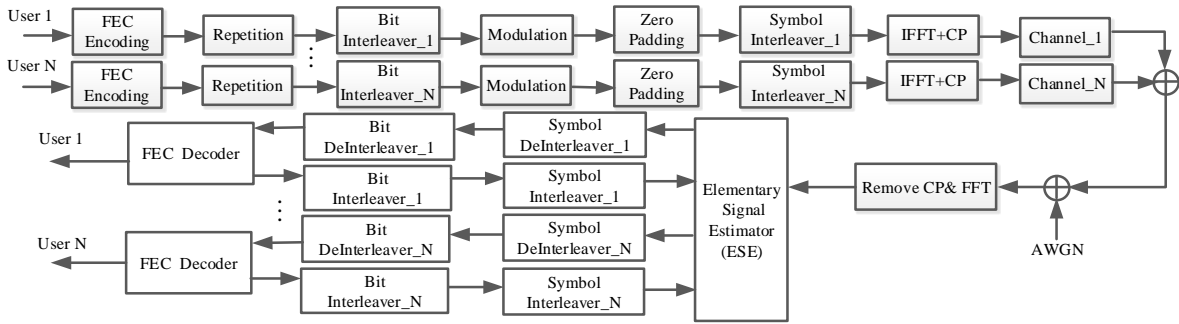 User 1
FEC
Encoding
Repetition
Bit
Interleaver_1
Modulation
Zero
Padding
Symbol
Interleaver_1
IFFT+CP
Channel_1
User N
FEC
Encoding
Repetition
Bit
Interleaver_N
Modulation
Zero
Padding
Symbol
Interleaver_N
IFFT+CP
Channel_N
User 1
FEC Decoder
Bit
DeInterleaver_1
Symbol
DeInterleaver_1
Bit
Interleaver_1
Symbol
Interleaver_1
Elementary
Signal
Estimator
(ESE)
Remove CP& FFT
AWGN
User N
FEC Decoder
Bit
DeInterleaver_N
Symbol
DeInterleaver_N
Bit
Interleaver_N
Symbol
Interleaver_N